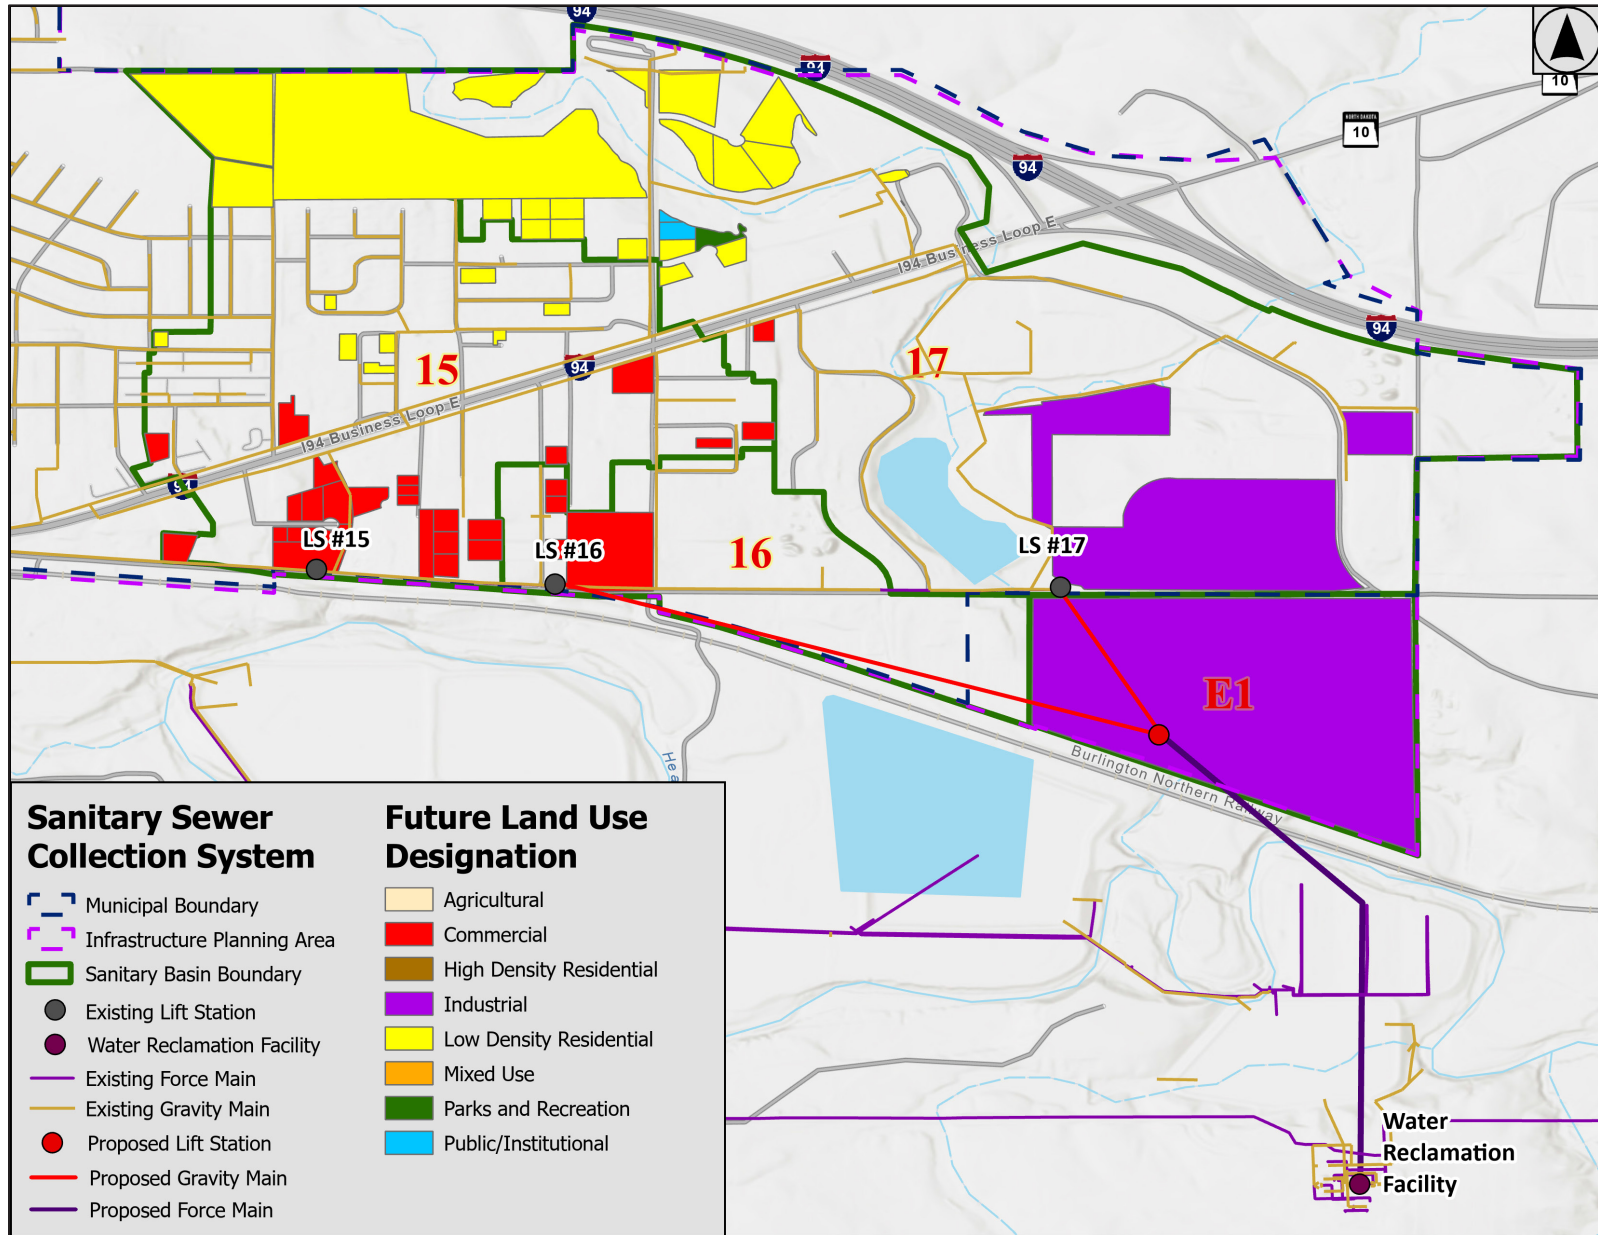 94
94
10
NORTH DAKOTA
10
94
I94 Business Loop E
94
15
94
17
I94 Business Loop E
94
LS #15
LS #16
16
LS #17
E1
Burlington Northern Railway
Hea
Sanitary Sewer
Collection System
Municipal Boundary
Infrastructure Planning Area
Sanitary Basin Boundary
Existing Lift Station
Water Reclamation Facility
Existing Force Main
Existing Gravity Main
Proposed Lift Station
Proposed Gravity Main
Proposed Force Main
Future Land Use
Designation
Agricultural
Commercial
High Density Residential
Industrial
Low Density Residential
Mixed Use
Parks and Recreation
Public/Institutional
Water
Reclamation
Facility